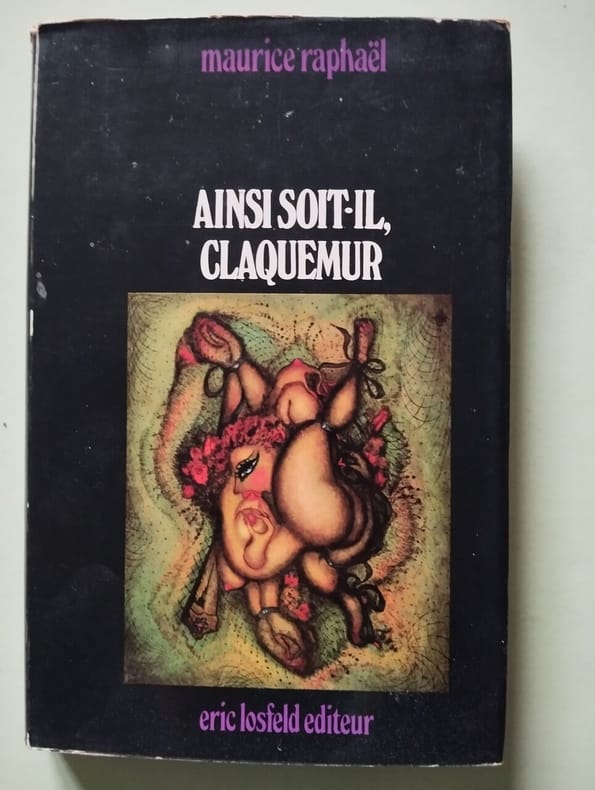 maurice raphaël
AINSI SOIT-IL,
CLAQUEMUR
eric losfeld editeur